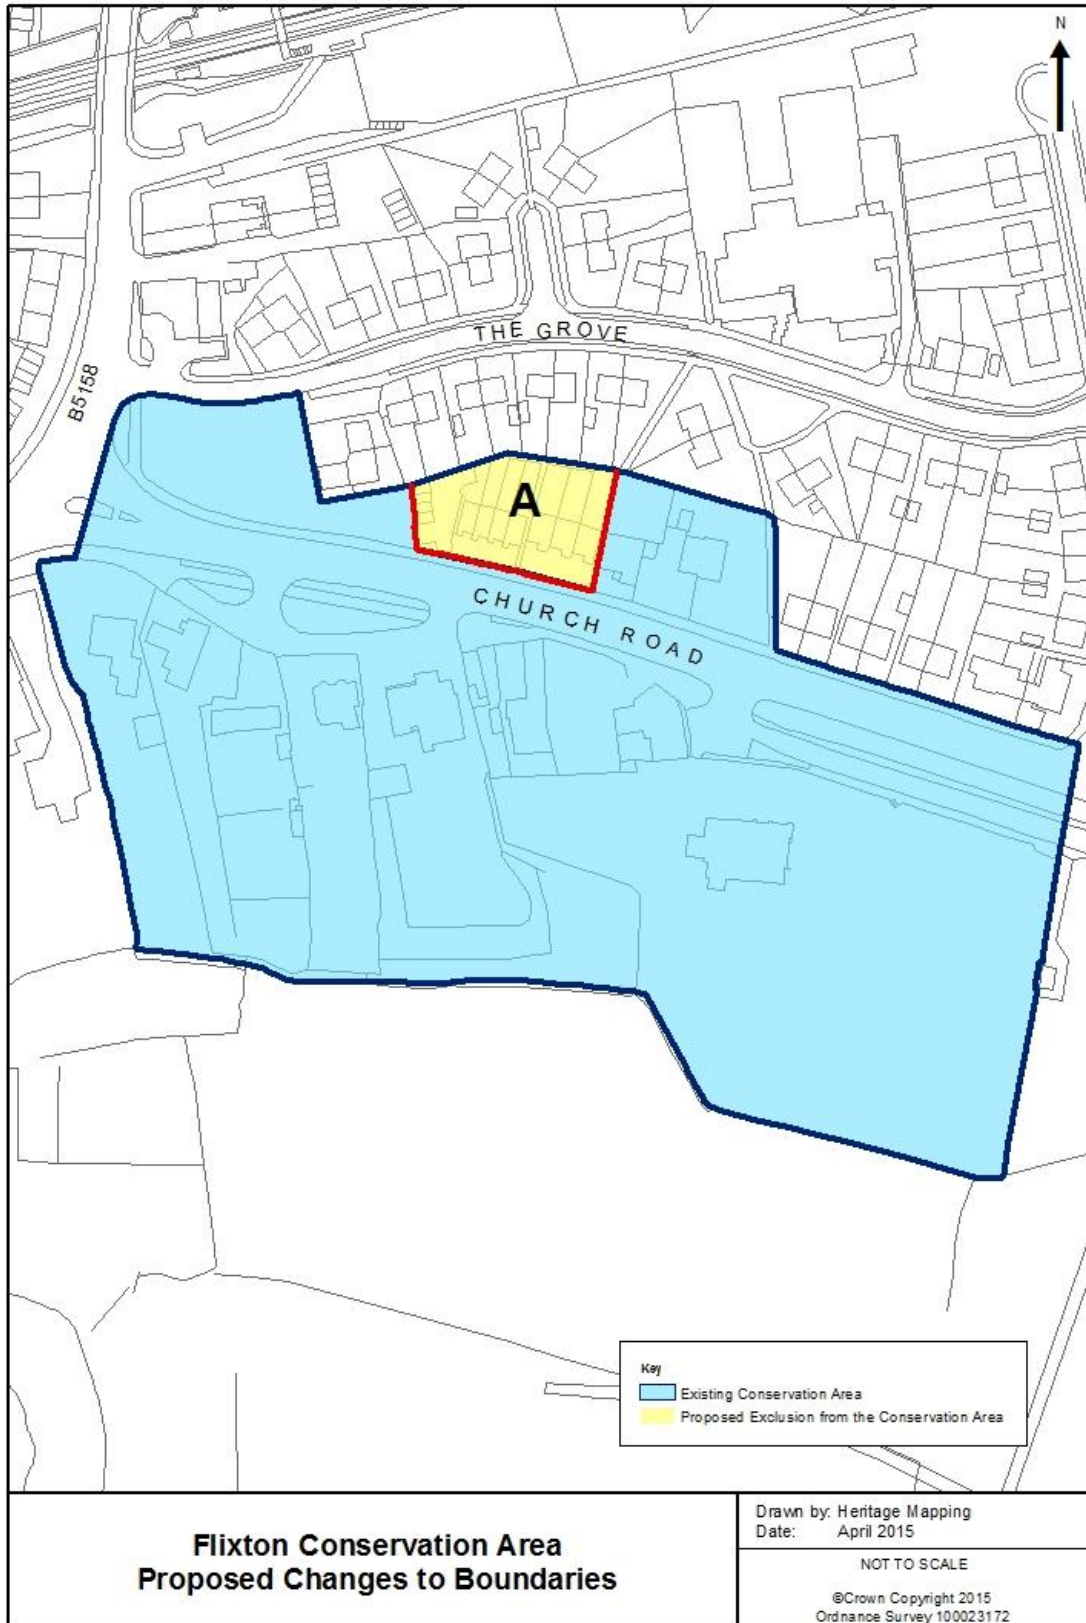 N
THE GROVE
B5158
A
CHURCH ROAD
Key
Existing Conservation Area
Proposed Exclusion from the Conservation Area
Flixton Conservation Area
Proposed Changes to Boundaries
Drawn by: Heritage Mapping
Date: April 2015
NOT TO SCALE
©Crown Copyright 2015
Ordnance Survey 100023172